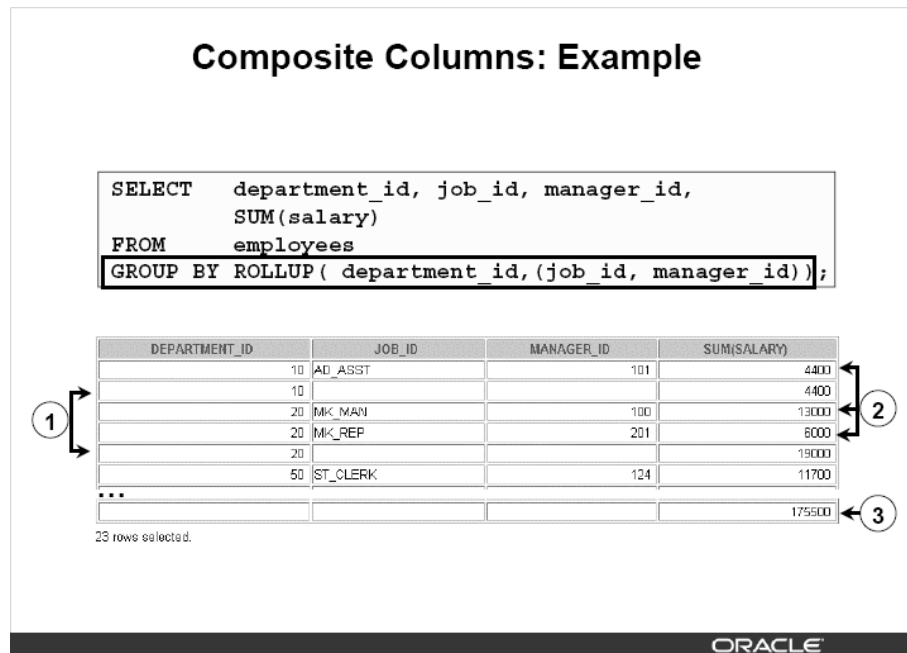 Composite Columns: Example
SELECT department_id, job_id, manager_id,
SUM(salary)
FROM employees
GROUP BY ROLLUP( department_id,(job_id, manager_id));
DEPARTMENT_ID JOB_ID MANAGER_ID SUM(SALARY)
10 AD_ASST 101 4400
10 4400
20 MK_MAN 100 13000
20 MK_REP 201 6000
20 19000
50 ST_CLERK 124 11700
...
175500
1
2
3
23 rows selected.
ORACLE